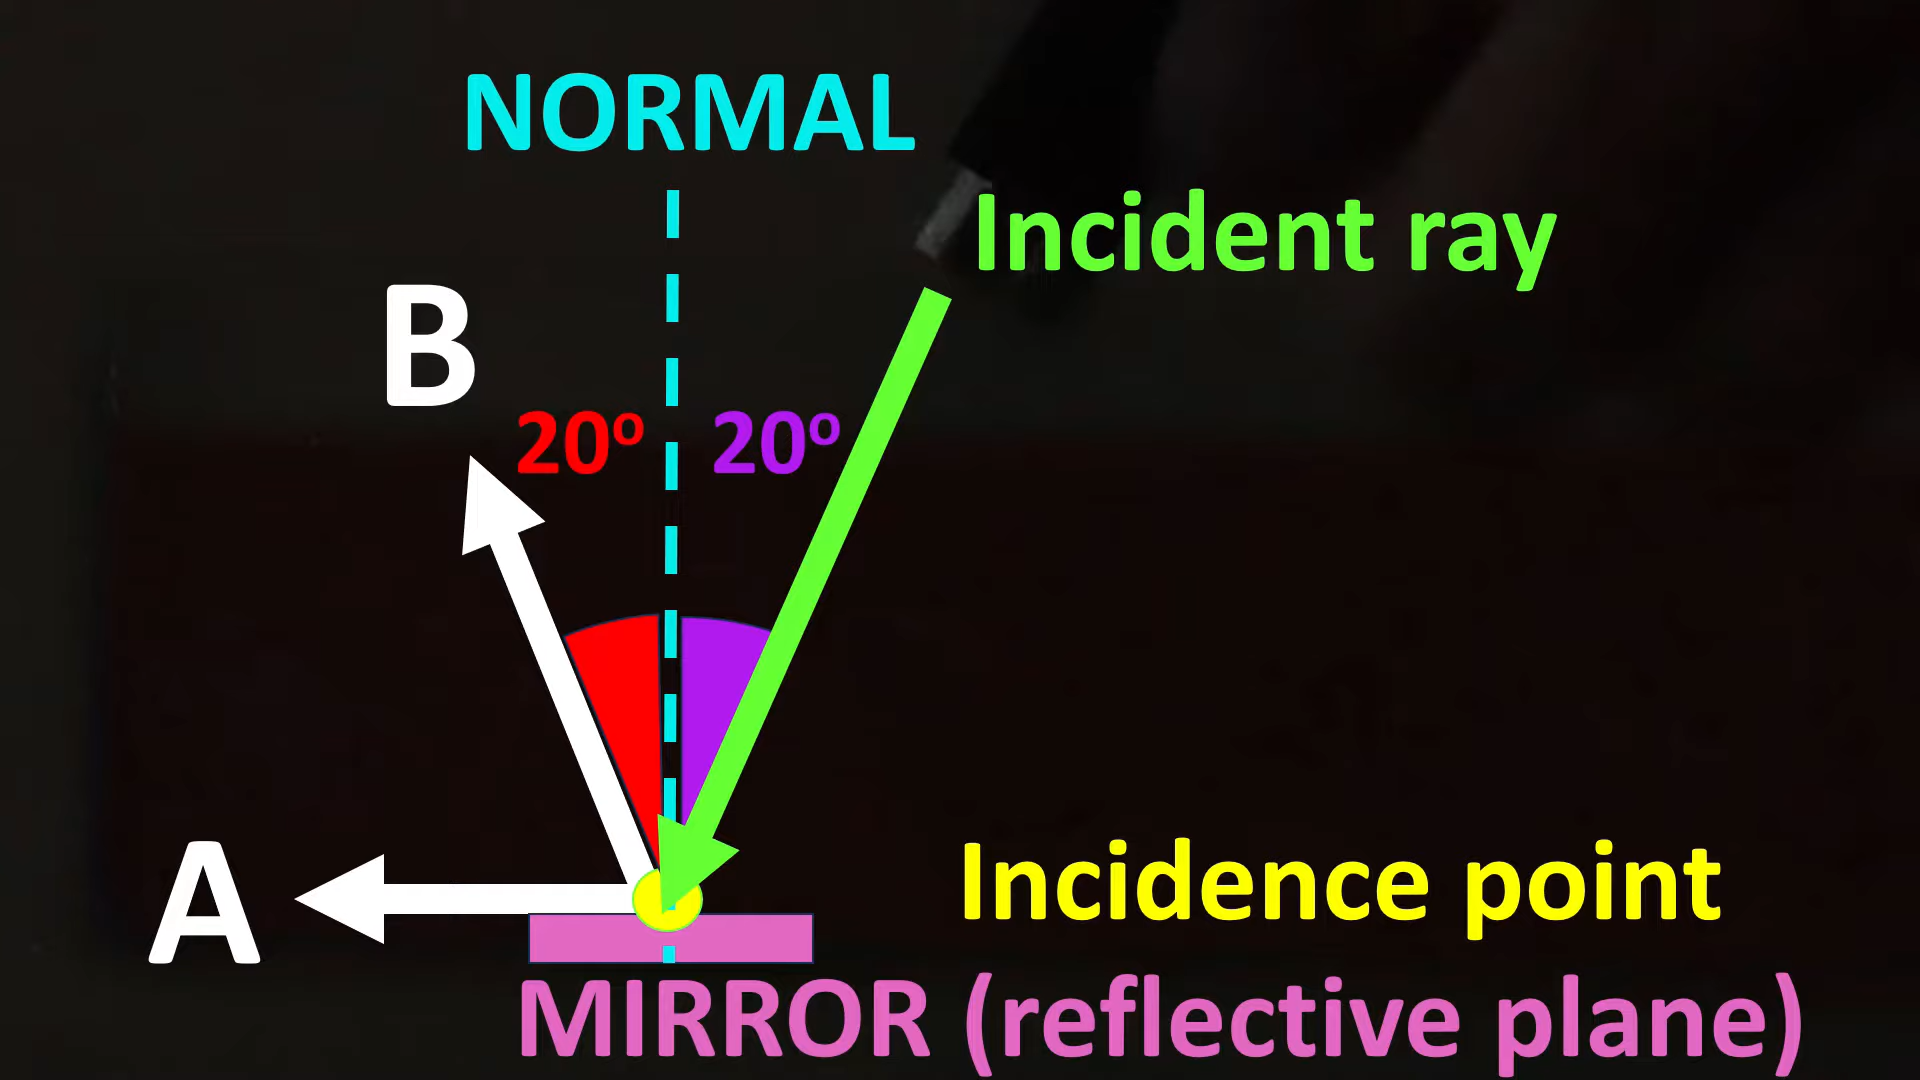 NORMAL
Incident ray
B
20º 20º
A
Incidence point
MIRROR (reflective plane)